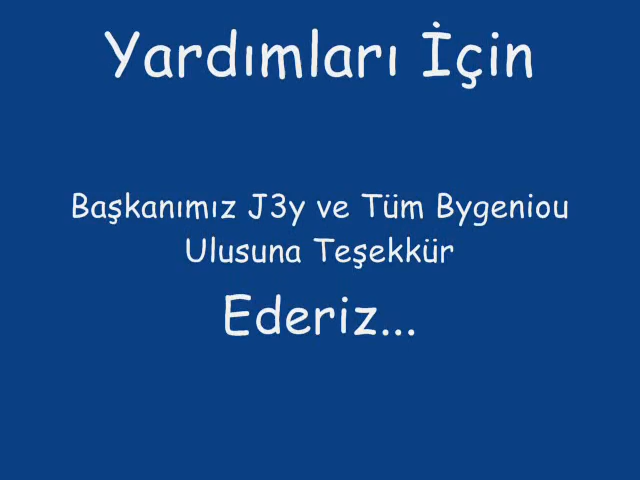 Yardımları İçin
Başkanımız J3y ve Tüm Bygeniou
Ulusuna Teşekkür
Ederiz...